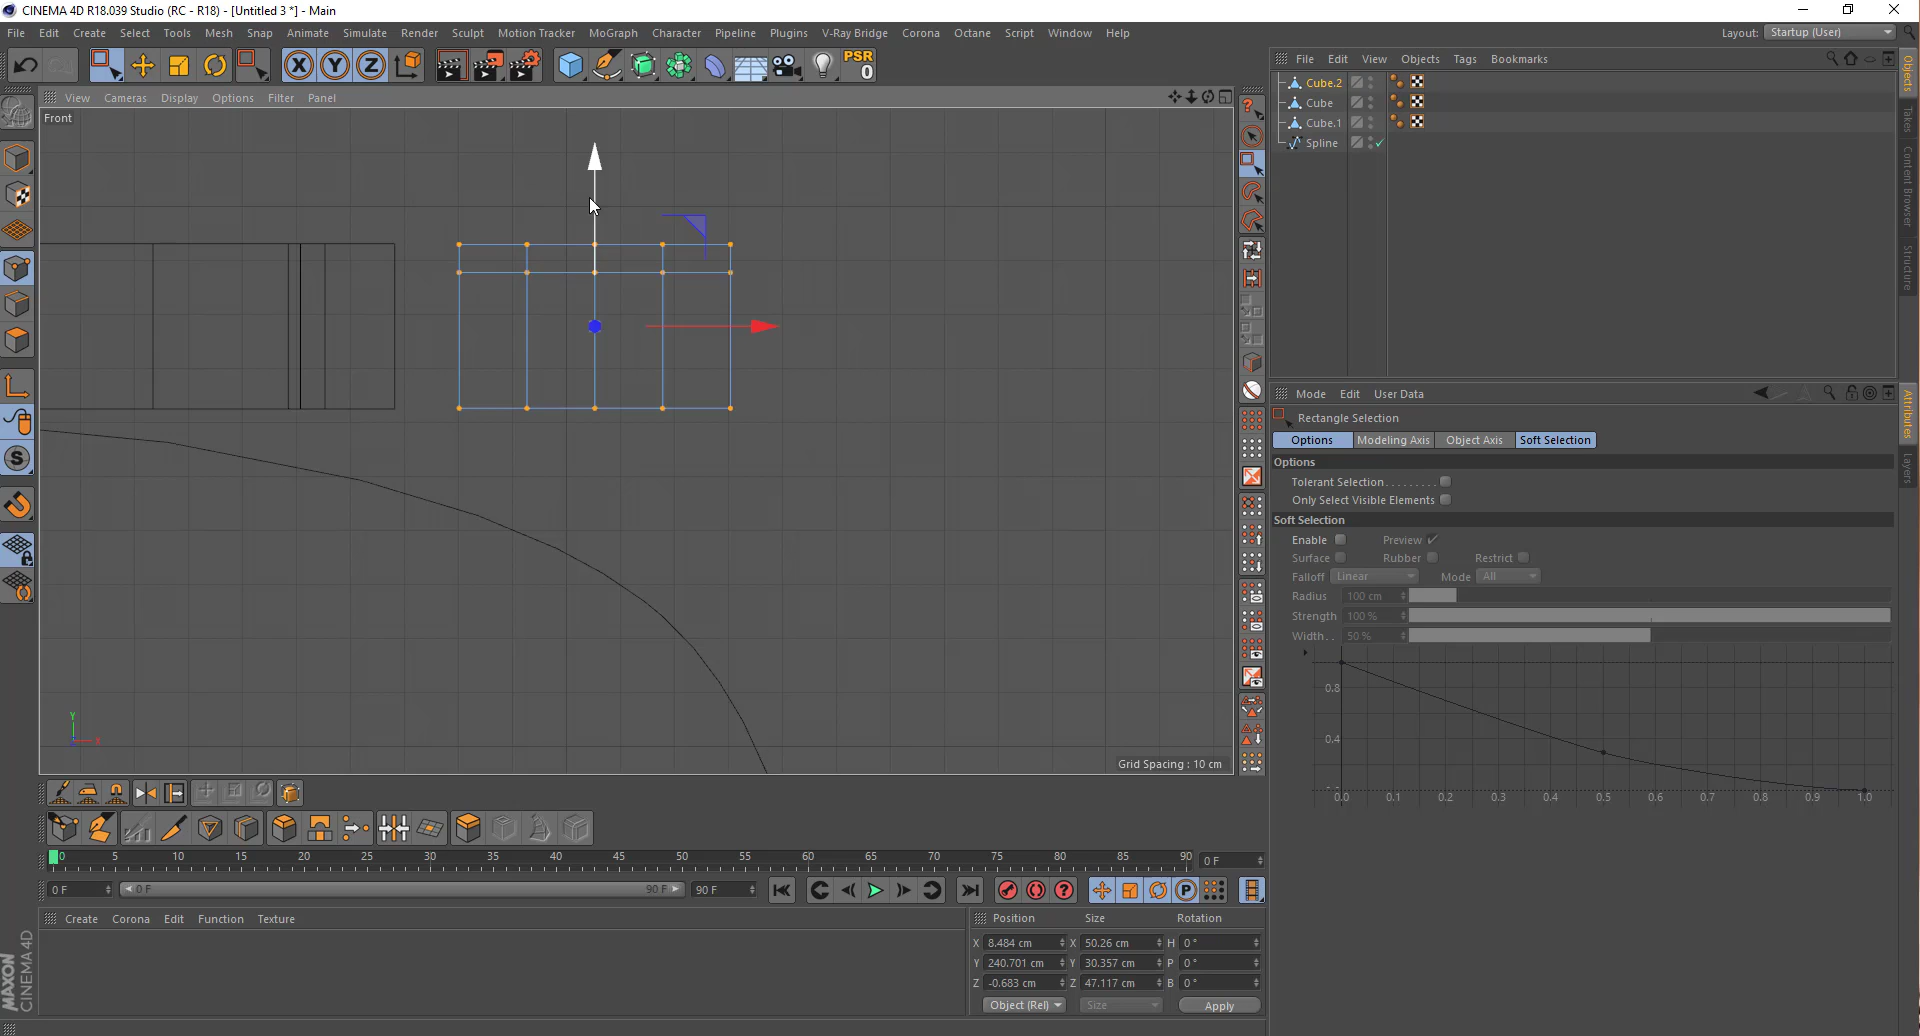 CINEMA 4D R18.039 Studio (RC - R18) - [Untitled 3 *] - Main
File Edit Create Select Tools Mesh Snap Animate Simulate Render Sculpt Motion Tracker MoGraph Character Pipeline Plugins V-Ray Bridge Corona Octane Script Window Help
Layout: Startup (User)
X Y Z PSR 0
View Cameras Display Options Filter Panel
Front
Y
X
Grid Spacing : 10 cm
File Edit View Objects Tags Bookmarks
Cube.2
Cube
Cube.1
Spline
Objects
Takes
Content Browser
Structure
Mode Edit User Data
Rectangle Selection
Options Modeling Axis Object Axis Soft Selection
Options
Tolerant Selection . . . . . . . . .
Only Select Visible Elements
Soft Selection
Enable Preview
Surface Rubber Restrict
Falloff Linear Mode All
Radius 100 cm
Strength 100 %
Width . . 50 %
0.8
0.4
0.0 0.1 0.2 0.3 0.4 0.5 0.6 0.7 0.8 0.9 1.0
Attributes
Layers
0 5 10 15 20 25 30 35 40 45 50 55 60 65 70 75 80 85 90 0 F
0 F 0 F 90 F 90 F
Create Corona Edit Function Texture
Position Size Rotation
X 8.484 cm X 50.26 cm H 0 °
Y 240.701 cm Y 30.357 cm P 0 °
Z -0.683 cm Z 47.117 cm B 0 °
Object (Rel) Size Apply
MAXON
CINEMA 4D